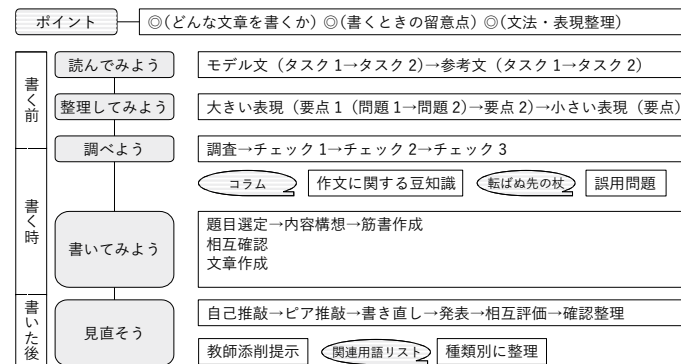 ポイント ◎(どんな文章を書くか) ◎(書くときの留意点) ◎(文法・表現整理)
書く前
読んでみよう モデル文（タスク1→タスク2)→参考文（タスク1→タスク2）
整理してみよう 大きい表現（要点1（問題1→問題2)→要点2)→小さい表現（要点)
調べよう 調査→チェック1→チェック2→チェック3
コラム 作文に関する豆知識 転ばぬ先の杖 誤用問題
書く時
書いてみよう 題目選定→内容構想→筋書作成
相互確認
文章作成
書いた後
見直そう 自己推敲→ピア推敲→書き直し→発表→相互評価→確認整理
教師添削提示 関連用語リスト 種類別に整理